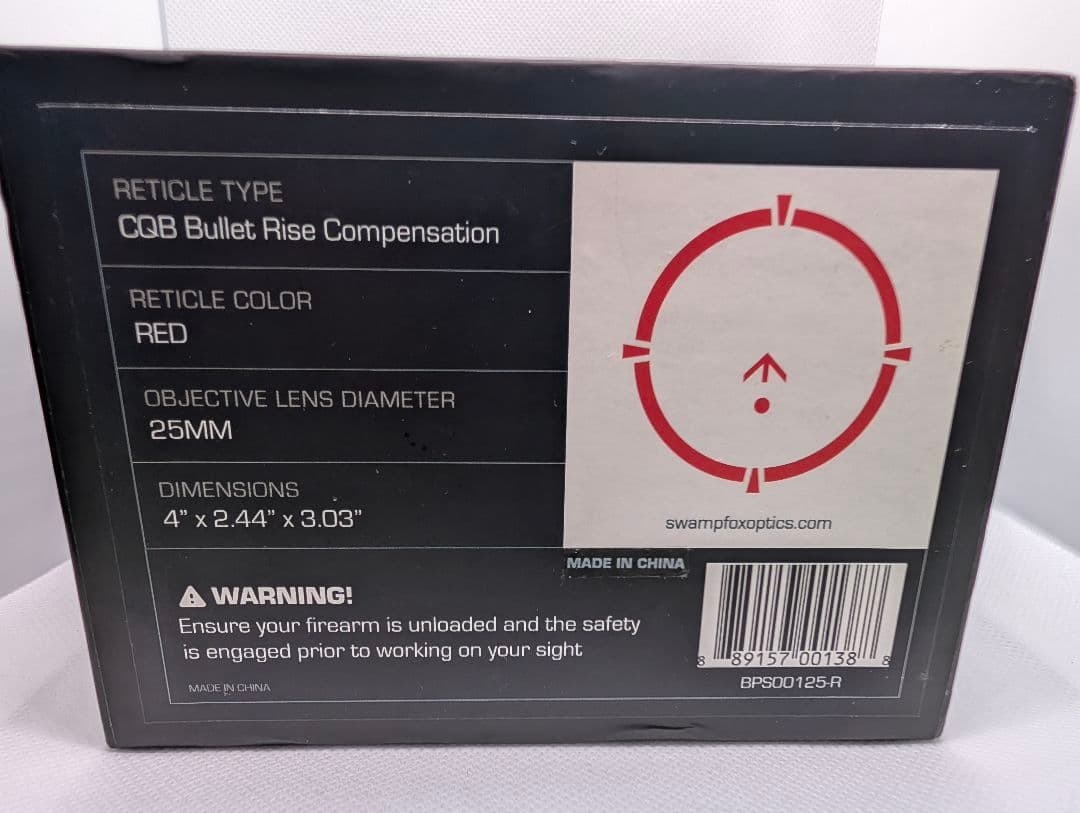 RETICLE TYPE
CQB Bullet Rise Compensation
RETICLE COLOR
RED
OBJECTIVE LENS DIAMETER
25MM
DIMENSIONS
4" x 2.44" x 3.03"
swampfoxoptics.com
MADE IN CHINA
WARNING!
Ensure your firearm is unloaded and the safety
is engaged prior to working on your sight
MADE IN CHINA
8 89157 00138 8
BPS00125-R